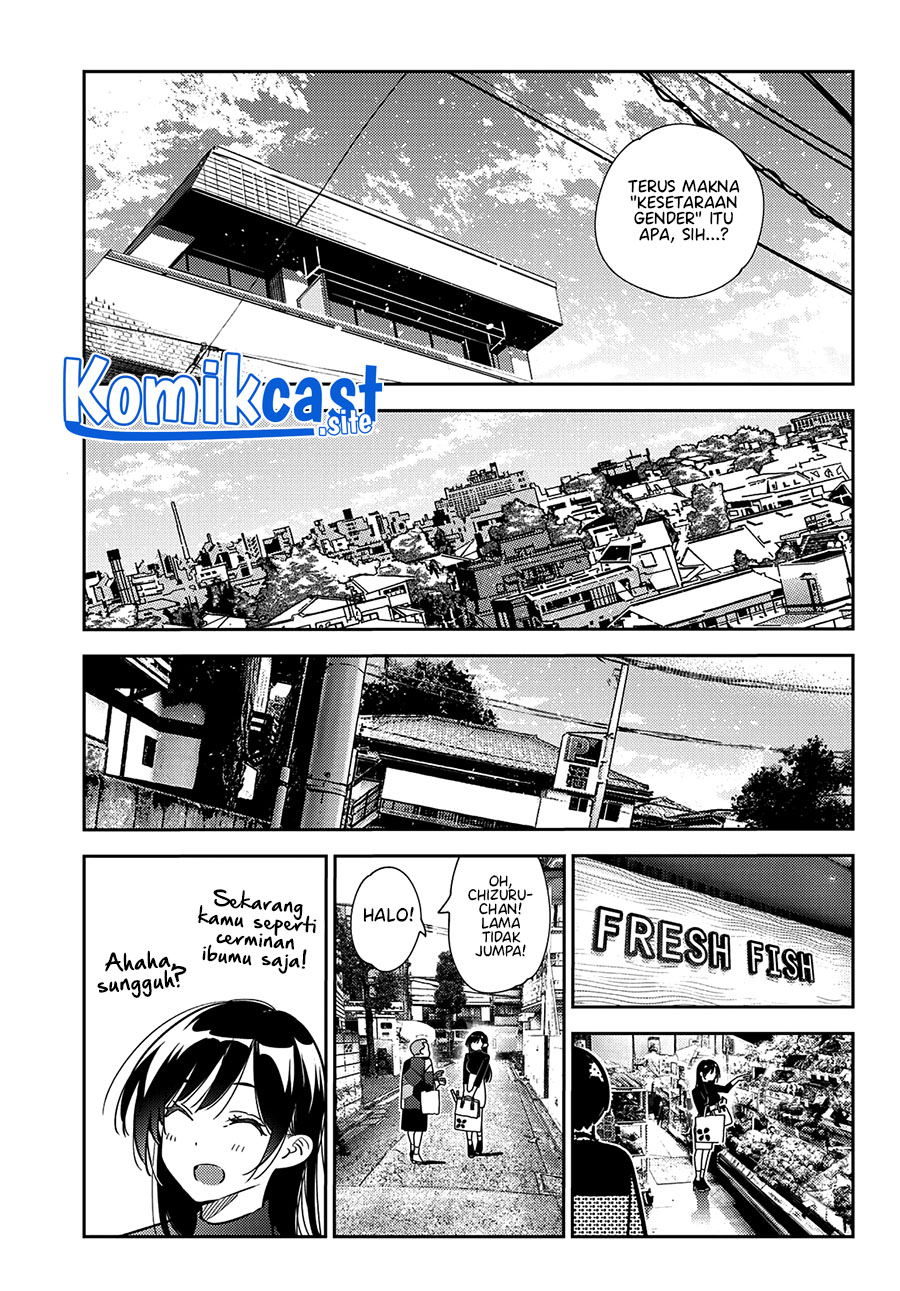 TERUS MAKNA
"KESETARAAN
GENDER" ITU
APA, SIH...?
Komikcast
.site
P
FRESH FISH
OH,
CHIZURU-
CHAN!
LAMA
TIDAK
JUMPA!
HALO!
Sekarang
kamu seperti
cerminan
ibumu saja!
Ahaha,
sungguh?